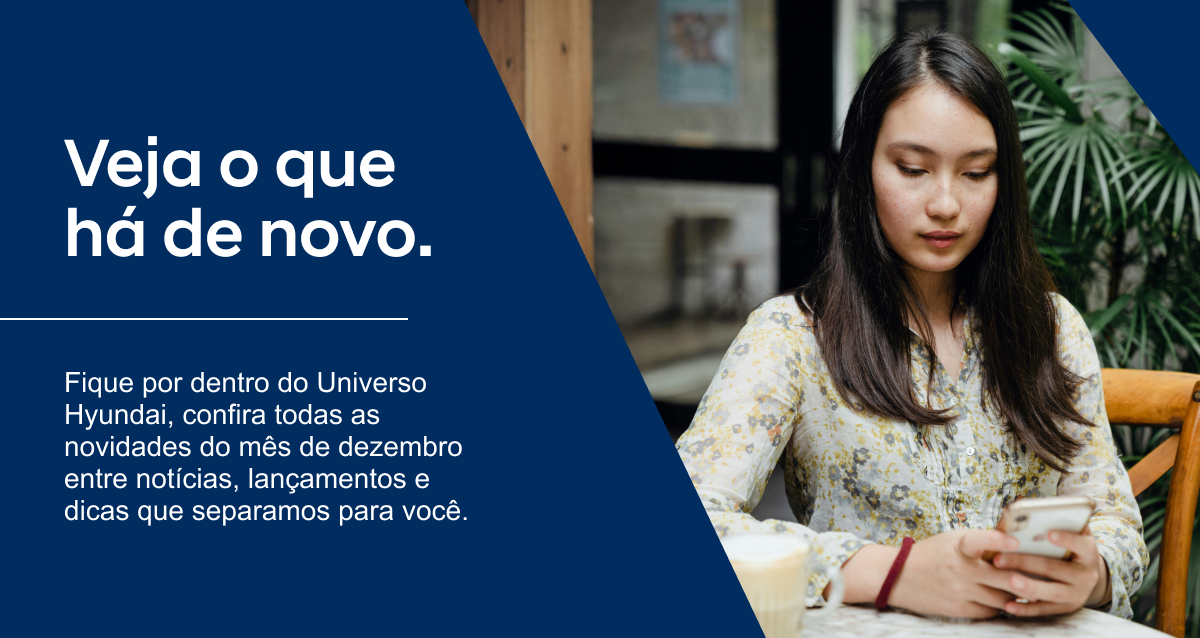 Veja o que
há de novo.
Fique por dentro do Universo
Hyundai, confira todas as
novidades do mês de dezembro
entre notícias, lançamentos e
dicas que separamos para você.